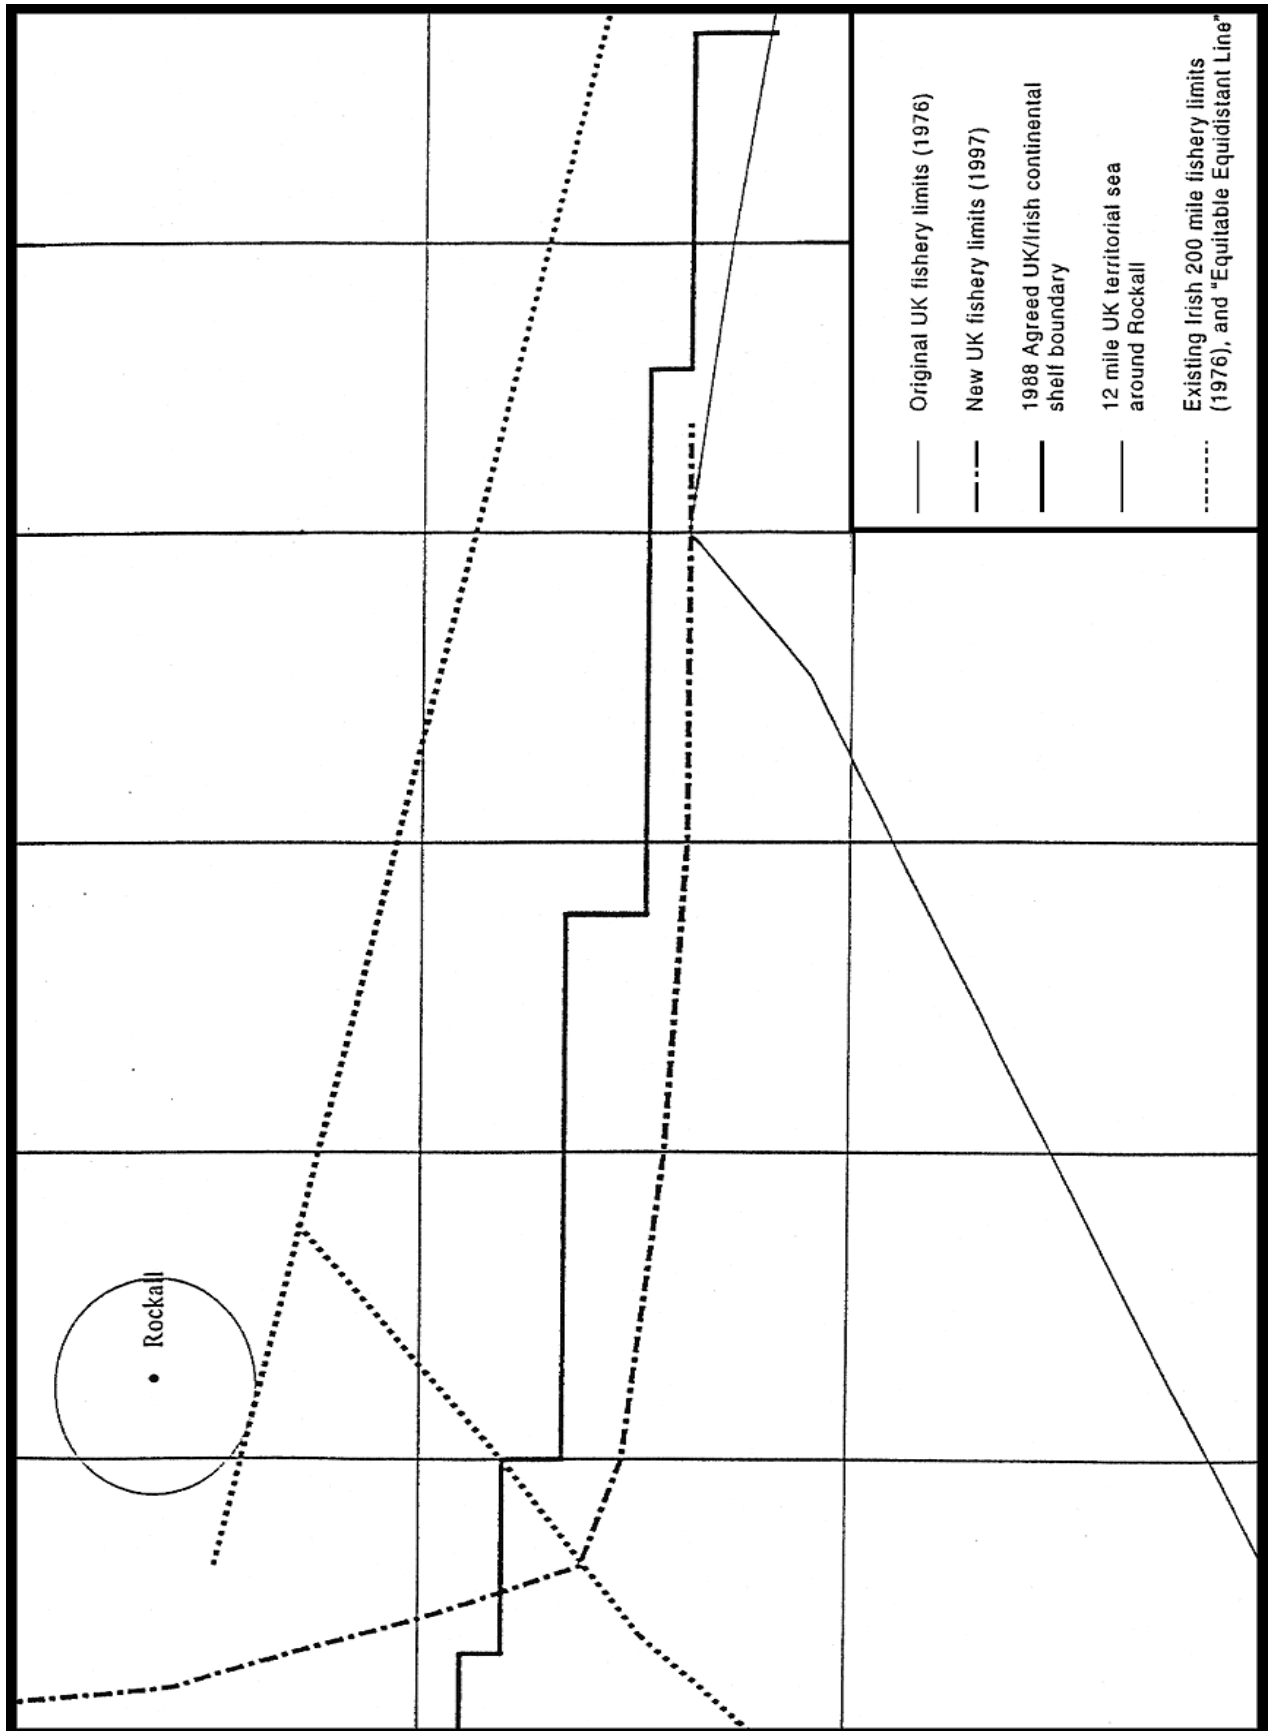 Rockall
Original UK fishery limits (1976)
New UK fishery limits (1997)
1988 Agreed UK/Irish continental
shelf boundary
12 mile UK territorial sea
around Rockall
Existing Irish 200 mile fishery limits
(1976), and "Equitable Equidistant Line"